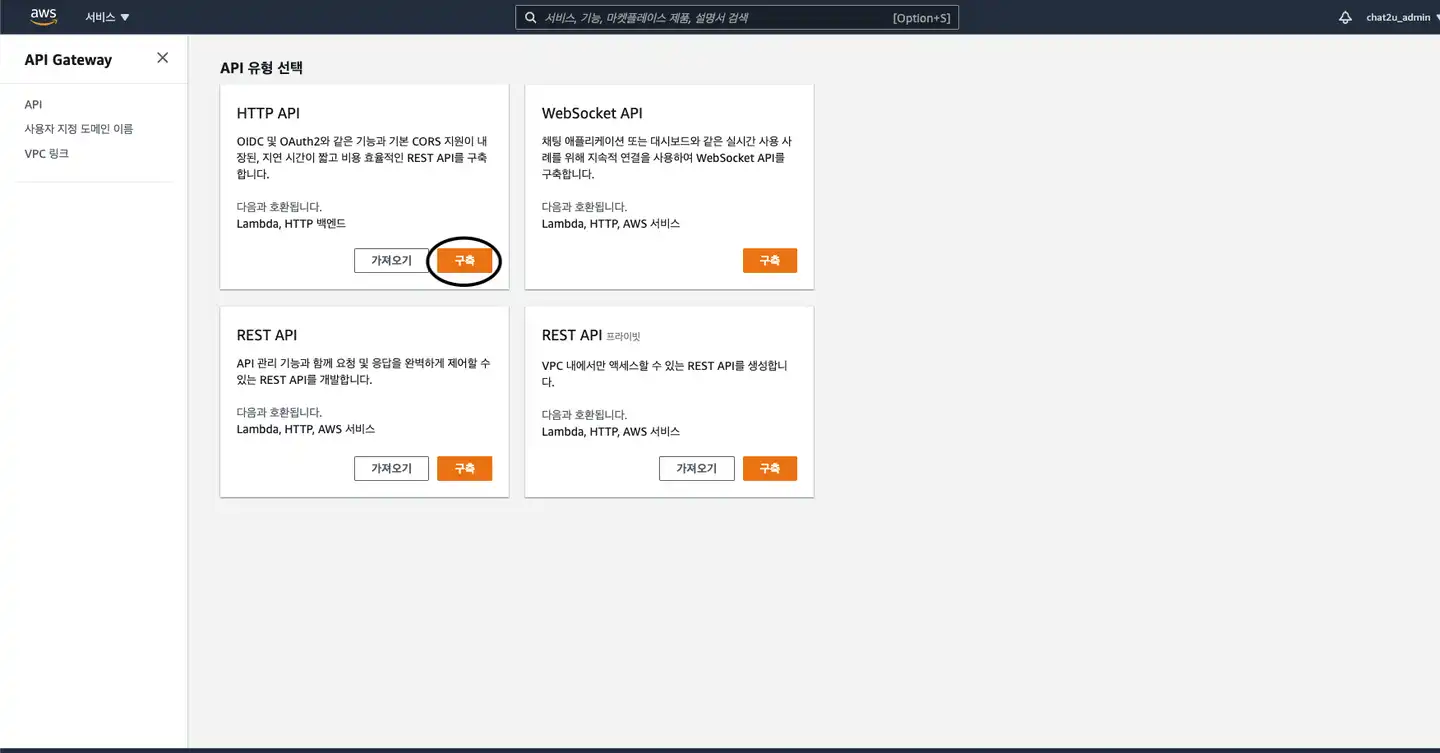 aws 서비스 ▼ 서비스, 기능, 마켓플레이스 제품, 설명서 검색 [Option+S] chat2u_admin
API Gateway
API
사용자 지정 도메인 이름
VPC 링크
API 유형 선택
HTTP API
OIDC 및 OAuth2와 같은 기능과 기본 CORS 지원이 내
장된, 지연 시간이 짧고 비용 효율적인 REST API를 구축
합니다.
다음과 호환됩니다.
Lambda, HTTP 백엔드
가져오기 구축
WebSocket API
채팅 애플리케이션 또는 대시보드와 같은 실시간 사용 사
례를 위해 지속적 연결을 사용하여 WebSocket API를
구축합니다.
다음과 호환됩니다.
Lambda, HTTP, AWS 서비스
구축
REST API
API 관리 기능과 함께 요청 및 응답을 완벽하게 제어할 수
있는 REST API를 개발합니다.
다음과 호환됩니다.
Lambda, HTTP, AWS 서비스
가져오기 구축
REST API 프라이빗
VPC 내에서만 액세스할 수 있는 REST API를 생성합니
다.
다음과 호환됩니다.
Lambda, HTTP, AWS 서비스
가져오기 구축